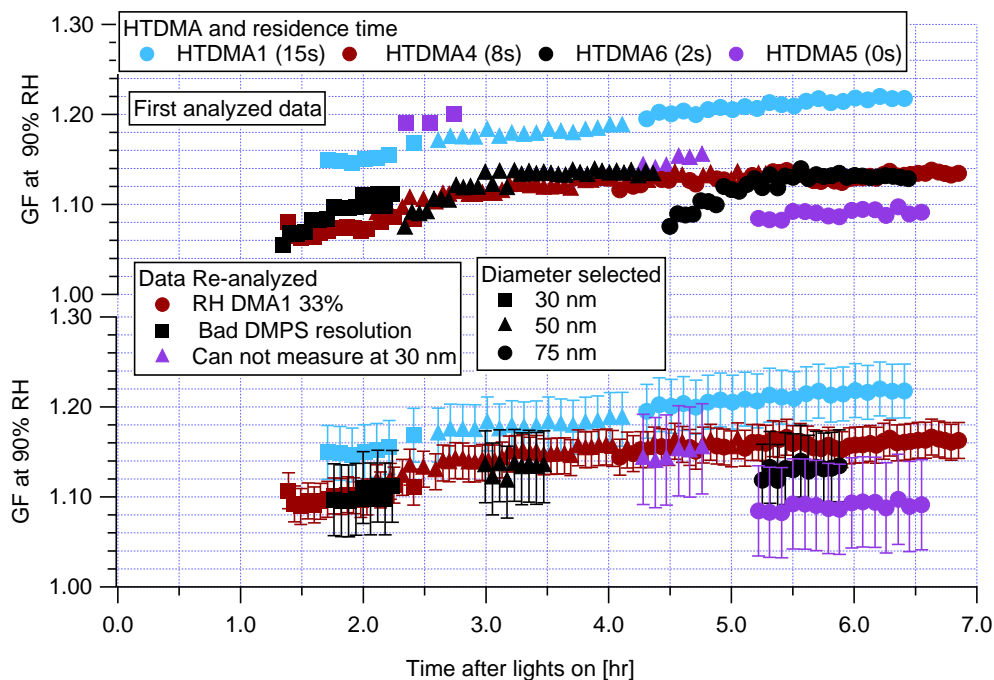 1.30
HTDMA and residence time
HTDMA1 (15s) HTDMA4 (8s) HTDMA6 (2s) HTDMA5 (0s)
First analyzed data
1.20
GF at 90% RH
1.10
1.00
Data Re-analyzed
RH DMA1 33%
Bad DMPS resolution
Can not measure at 30 nm
Diameter selected
30 nm
50 nm
75 nm
1.30
1.20
GF at 90% RH
1.10
1.00
0.0 1.0 2.0 3.0 4.0 5.0 6.0 7.0
Time after lights on [hr]